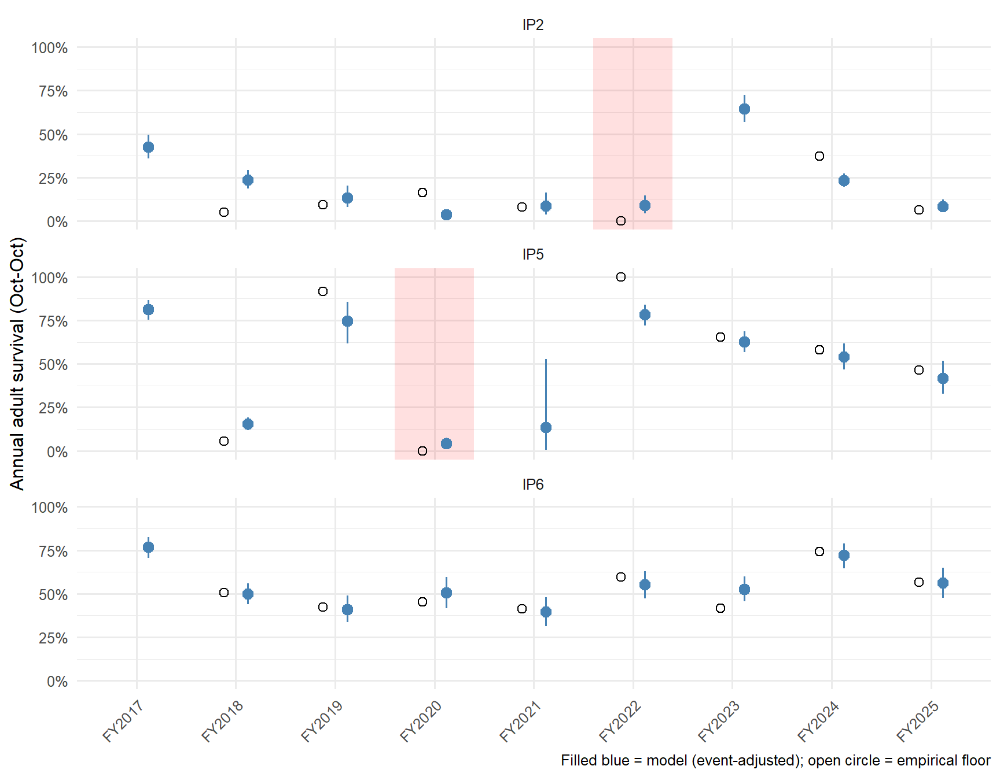 IP2
100%
75%
50%
25%
0%
IP5
100%
75%
50%
25%
0%
IP6
100%
75%
50%
25%
0%
Annual adult survival (Oct-Oct)
FY2017
FY2018
FY2019
FY2020
FY2021
FY2022
FY2023
FY2024
FY2025
Filled blue = model (event-adjusted); open circle = empirical floor